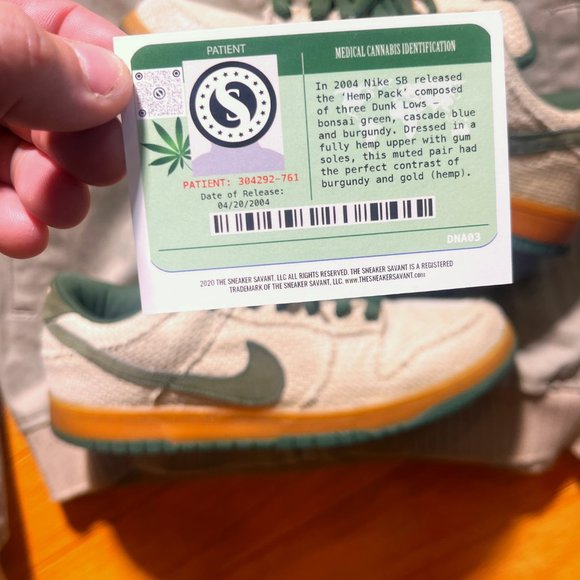 PATIENT
MEDICAL CANNABIS IDENTIFICATION
In 2004 Nike SB released
the 'Hemp Pack' composed
of three Dunk Lows –
bonsai green, cascade blue
and burgundy. Dressed in a
fully hemp upper with gum
soles, this muted pair had
the perfect contrast of
burgundy and gold (hemp).
S
PATIENT: 304292-761
Date of Release:
04/20/2004
DNA03
2020 THE SNEAKER SAVANT, LLC ALL RIGHTS RESERVED. THE SNEAKER SAVANT IS A REGISTERED
TRADEMARK OF THE SNEAKER SAVANT, LLC. www.THESNEAKERSAVANT.com